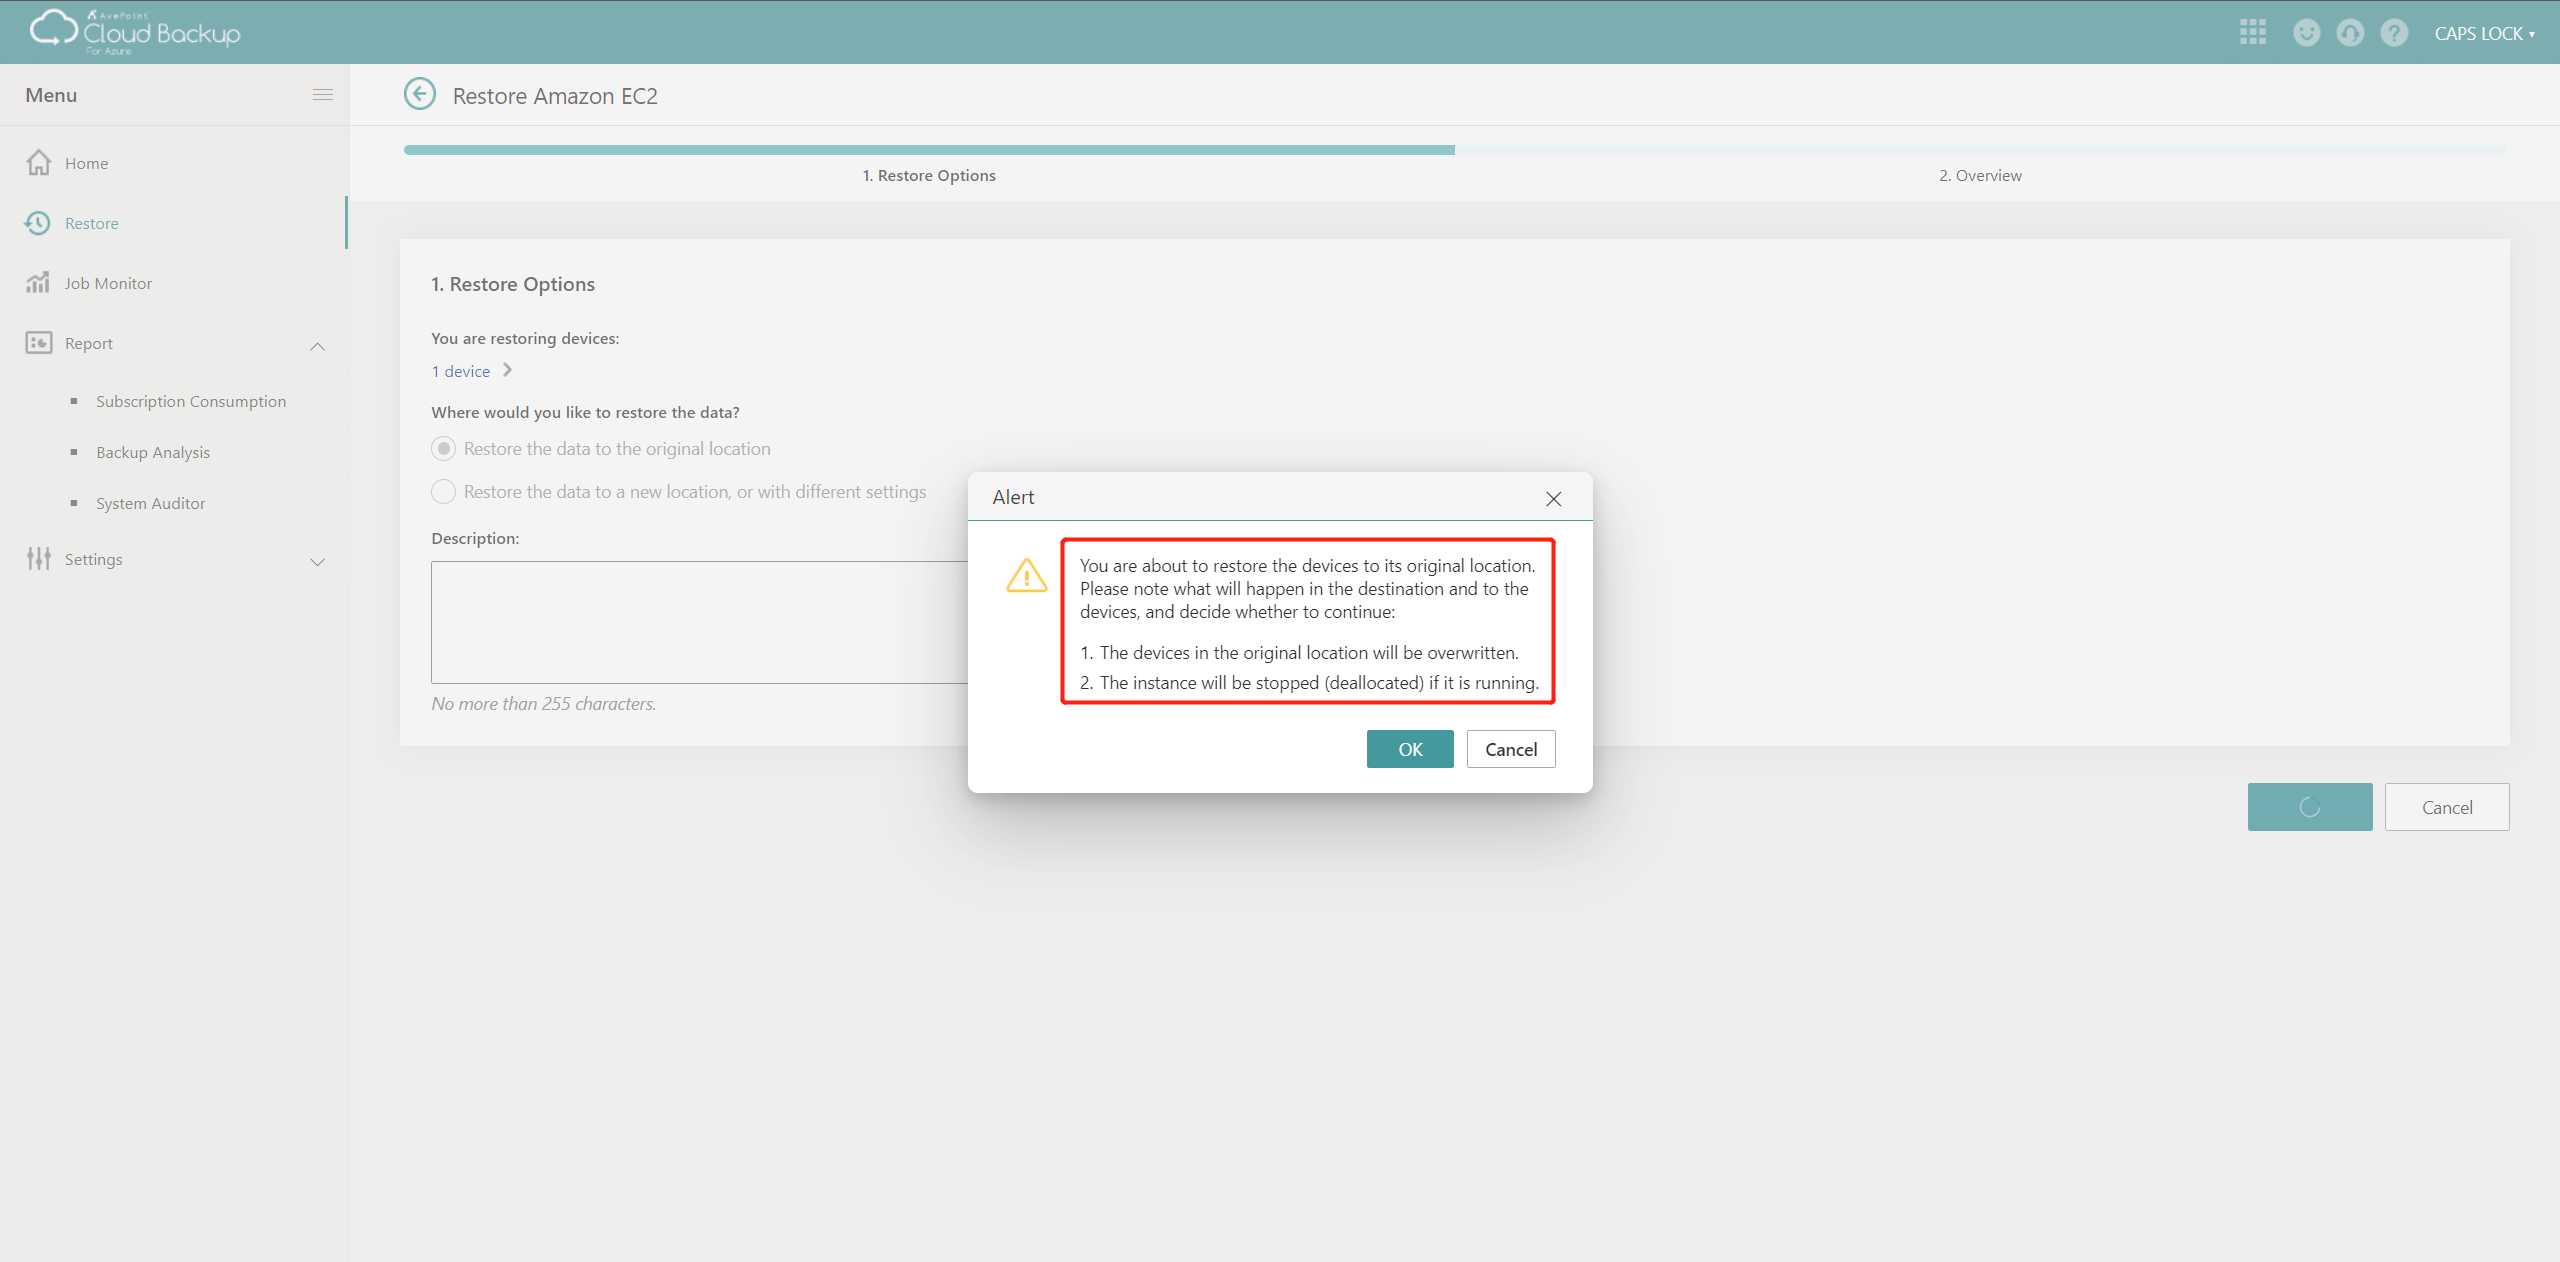 AvePoint
Cloud Backup
For Azure
CAPS LOCK
Menu
Restore Amazon EC2
1. Restore Options
2. Overview
Home
Restore
Job Monitor
Report
Subscription Consumption
Backup Analysis
System Auditor
Settings
1. Restore Options
You are restoring devices:
1 device
Where would you like to restore the data?
Restore the data to the original location
Restore the data to a new location, or with different settings
Description:
No more than 255 characters.
Alert
You are about to restore the devices to its original location.
Please note what will happen in the destination and to the
devices, and decide whether to continue:
1. The devices in the original location will be overwritten.
2. The instance will be stopped (deallocated) if it is running.
OK
Cancel
Cancel